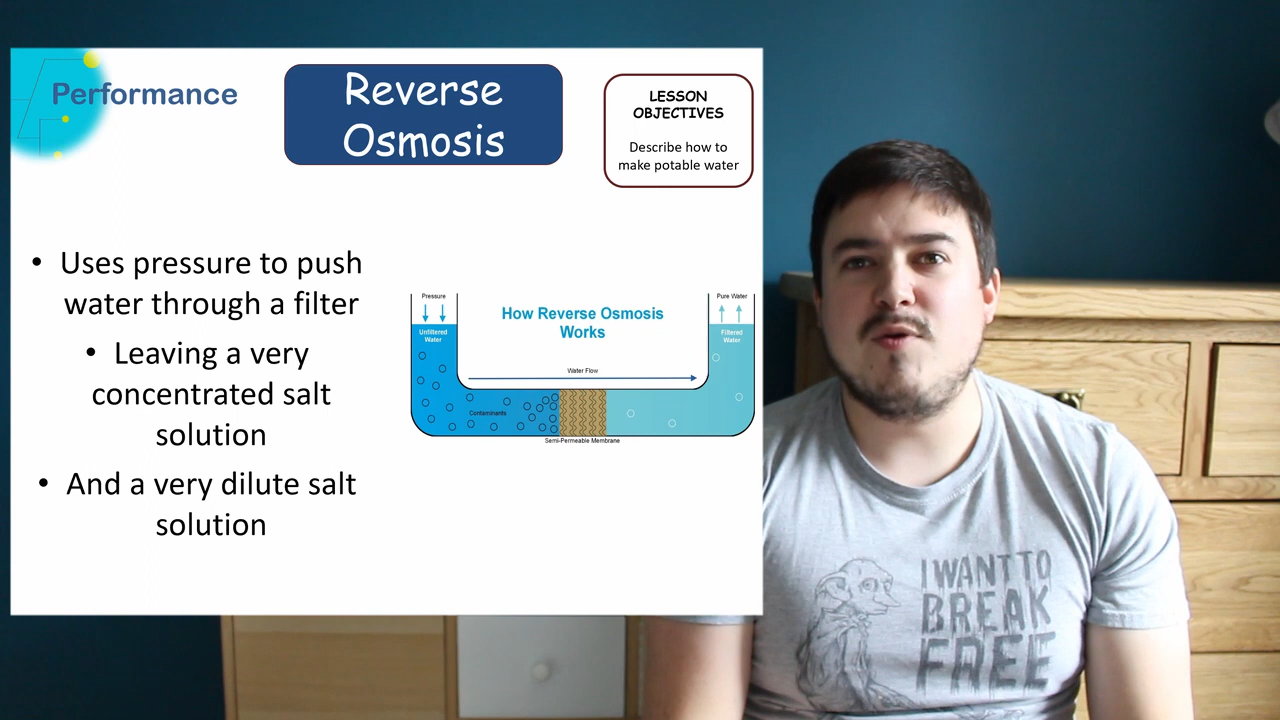 Performance
Reverse
Osmosis
LESSON
OBJECTIVES
Describe how to
make potable water
• Uses pressure to push
water through a filter
• Leaving a very
concentrated salt
solution
• And a very dilute salt
solution
Pressure
Pure Water
How Reverse Osmosis
Works
Unfiltered
Water
Filtered
Water
Water Flow
Contaminants
Semi-Permeable Membrane
I WANT TO
BREAK
FREE